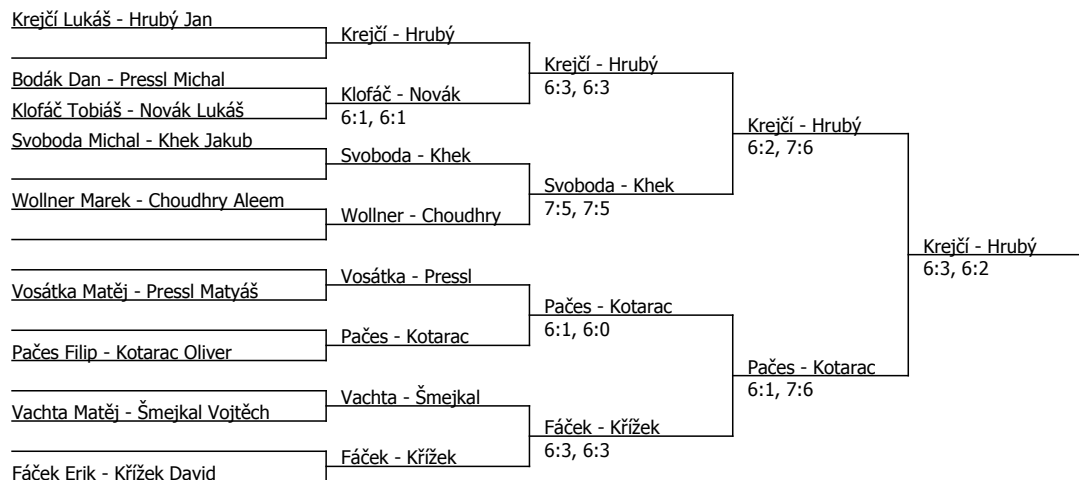 Krejčí Lukáš - Hrubý Jan
Bodák Dan - Pressl Michal
Klofáč Tobiáš - Novák Lukáš
Svoboda Michal - Khek Jakub
Wollner Marek - Choudhry Aleem
Vosátka Matěj - Pressl Matyáš
Pačes Filip - Kotarac Oliver
Vachta Matěj - Šmejkal Vojtěch
Fáček Erik - Křížek David
Krejčí - Hrubý
Klofáč - Novák
6:1, 6:1
Svoboda - Khek
Wollner - Choudhry
Vosátka - Pressl
Pačes - Kotarac
Vachta - Šmejkal
Fáček - Křížek
Krejčí - Hrubý
6:3, 6:3
Svoboda - Khek
7:5, 7:5
Pačes - Kotarac
6:1, 6:0
Fáček - Křížek
6:3, 6:3
Krejčí - Hrubý
6:2, 7:6
Pačes - Kotarac
6:1, 7:6
Krejčí - Hrubý
6:3, 6:2